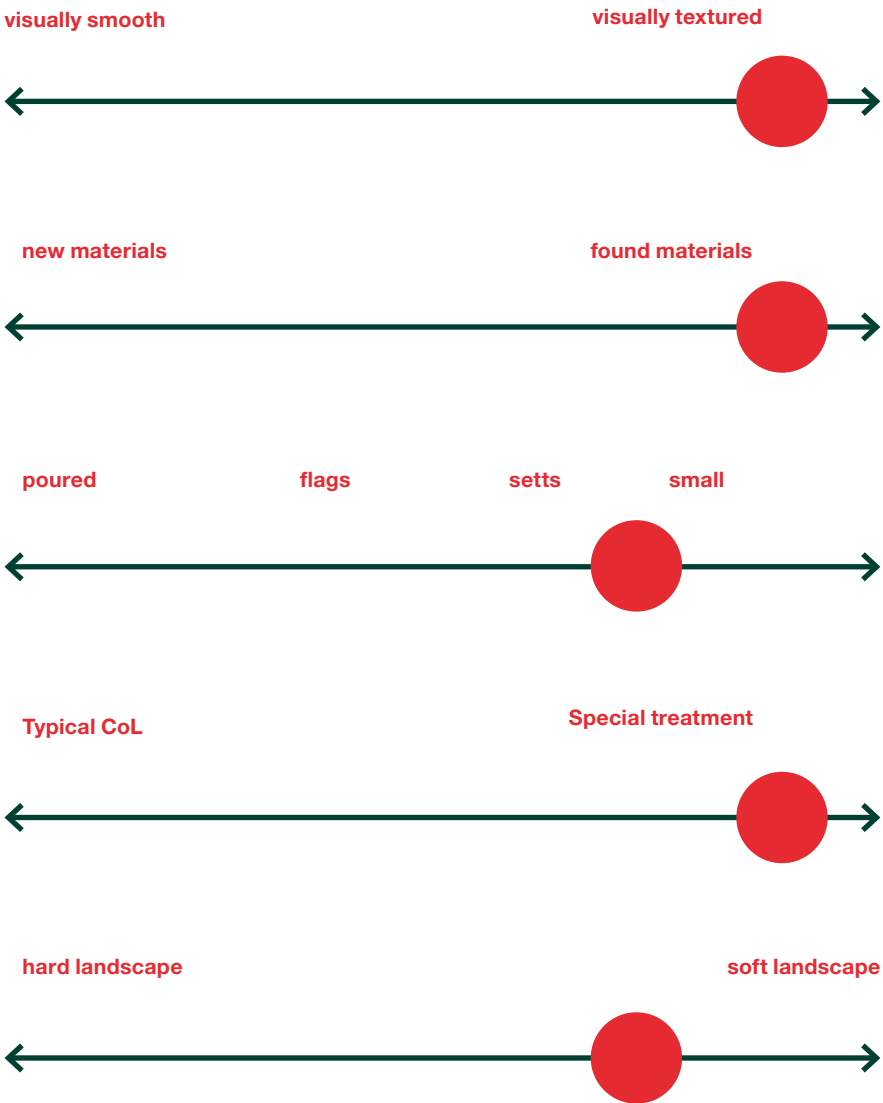 visually smooth visually textured
new materials found materials
poured flags setts small
Typical CoL Special treatment
hard landscape soft landscape